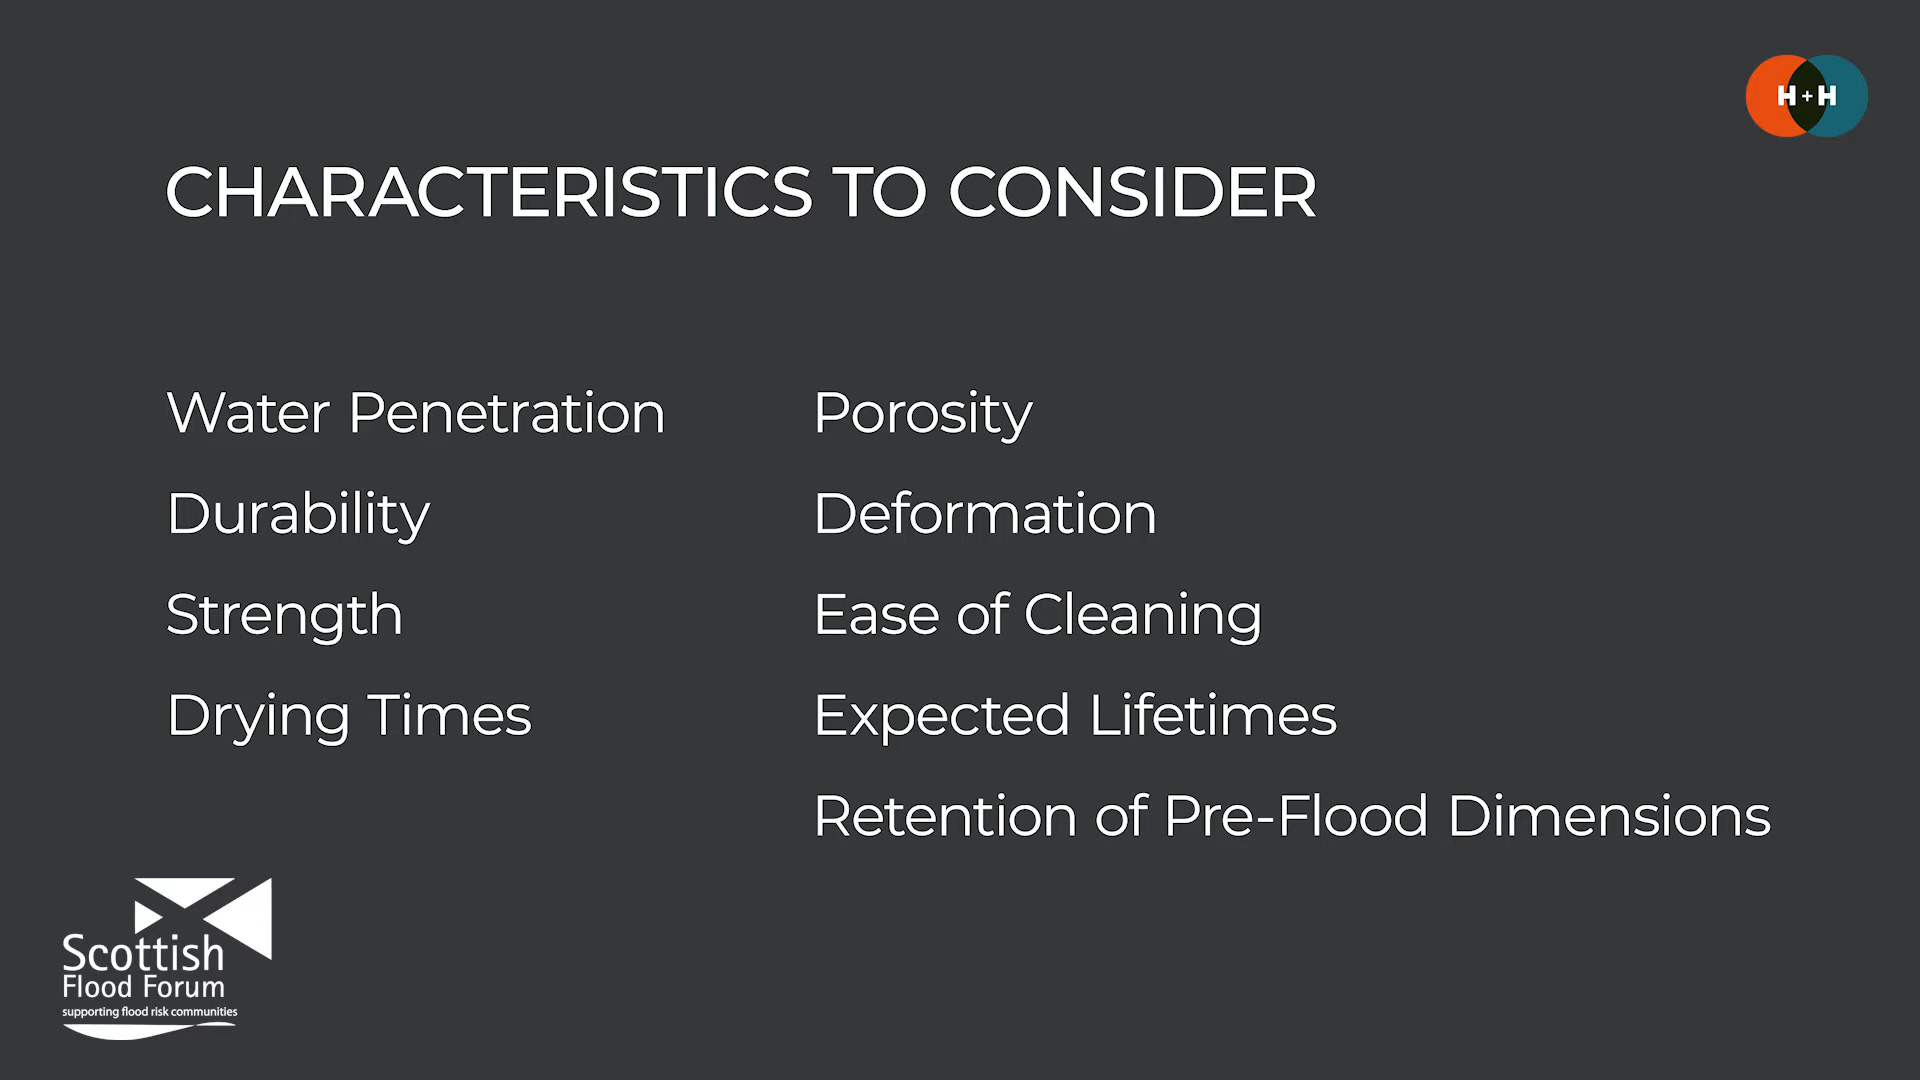 H+H
CHARACTERISTICS TO CONSIDER
Water Penetration
Durability
Strength
Drying Times
Porosity
Deformation
Ease of Cleaning
Expected Lifetimes
Retention of Pre-Flood Dimensions
Scottish
Flood Forum
supporting flood risk communities